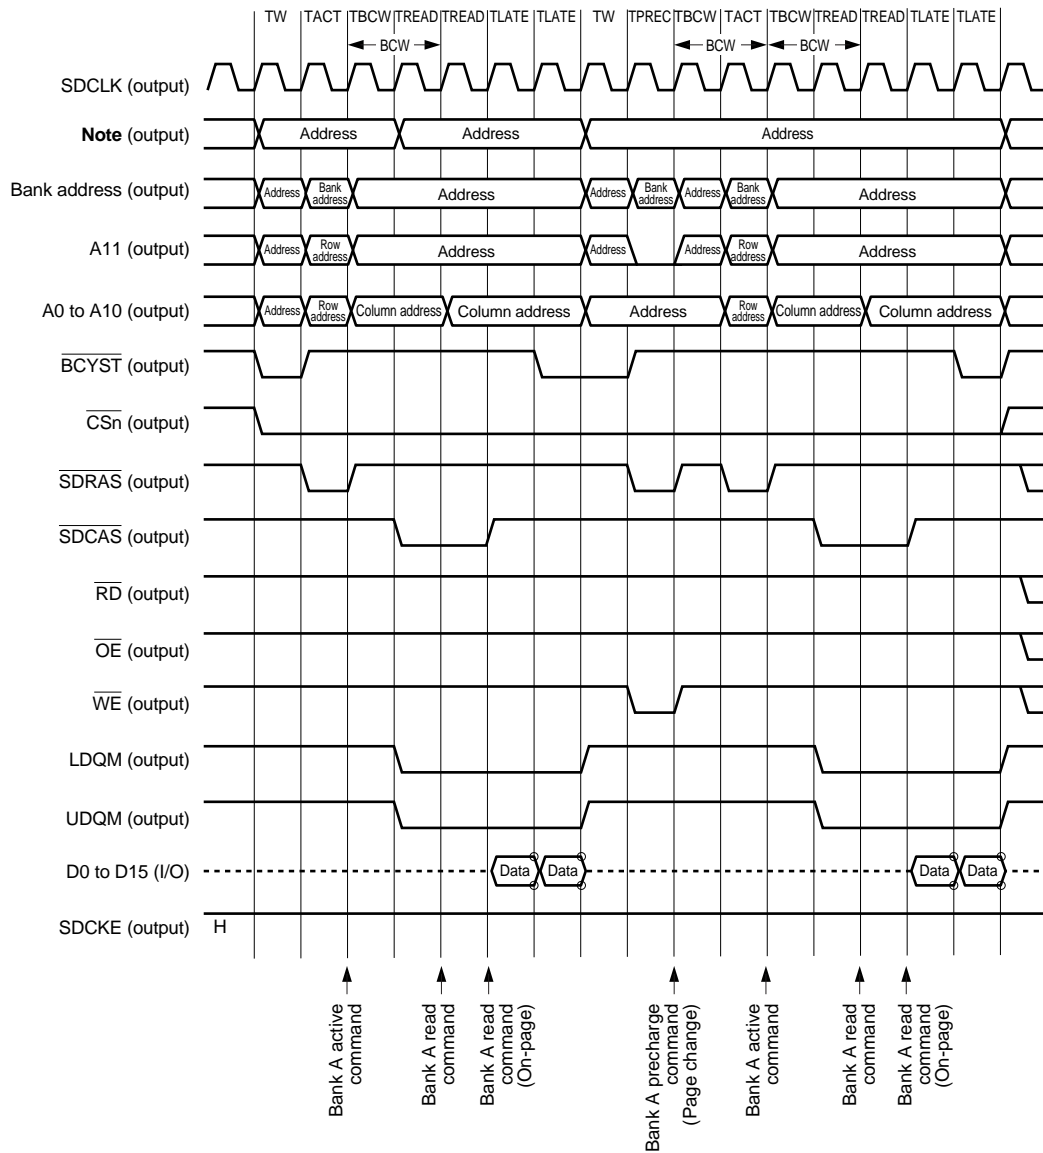 TW TACT TBCW TREAD TREAD TLATE TLATE TW TPREC TBCW TACT TBCW TREAD TREAD TLATE TLATE
BCW BCW BCW
SDCLK (output)
Note (output) Address Address Address
Bank address (output) Address Bank address Address Address Bank address Address Bank address Address
A11 (output) Address Row address Address Address Address Row address Address
A0 to A10 (output) Address Row address Column address Column address Address Row address Column address Column address
BCYST (output)
CSn (output)
SDRAS (output)
SDCAS (output)
RD (output)
OE (output)
WE (output)
LDQM (output)
UDQM (output)
D0 to D15 (I/O) Data Data Data Data
SDCKE (output) H
Bank A active
command
Bank A read
command
Bank A read
command
(On-page)
Bank A precharge
command
(Page change)
Bank A active
command
Bank A read
command
Bank A read
command
(On-page)